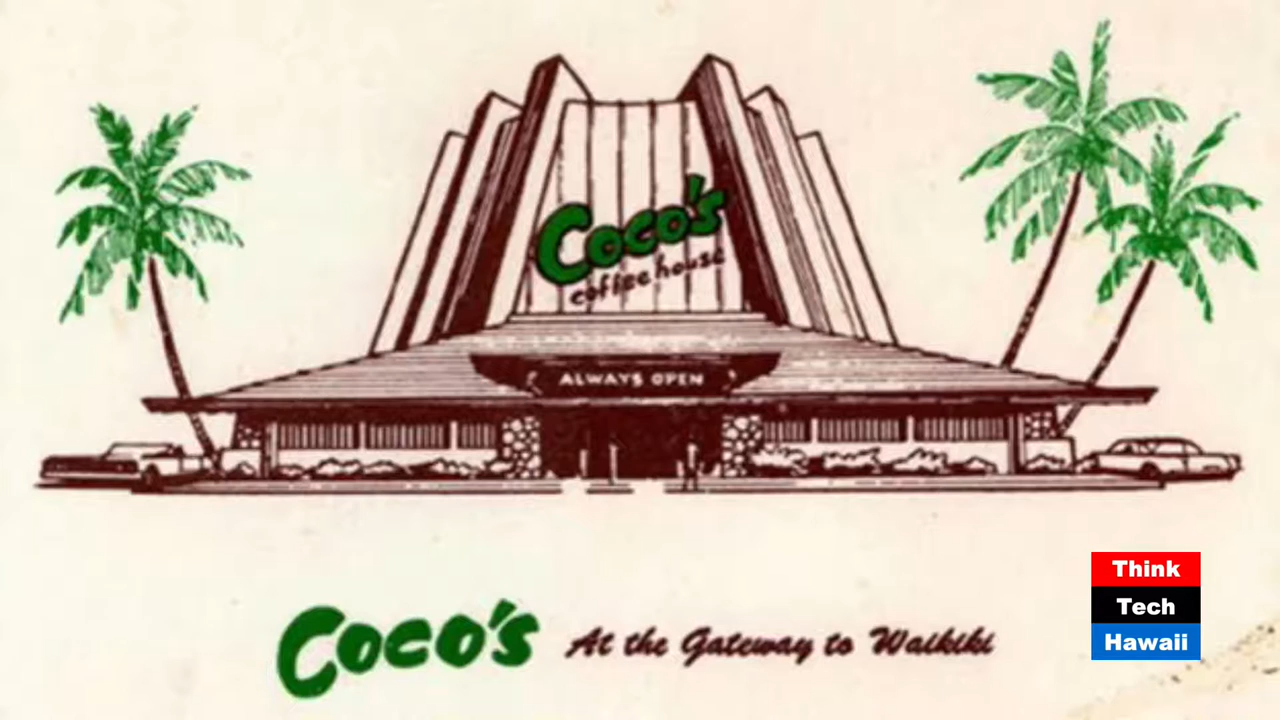 Coco's
coffee house
ALWAYS OPEN
Coco's At the Gateway to Waikiki
Think
Tech
Hawaii